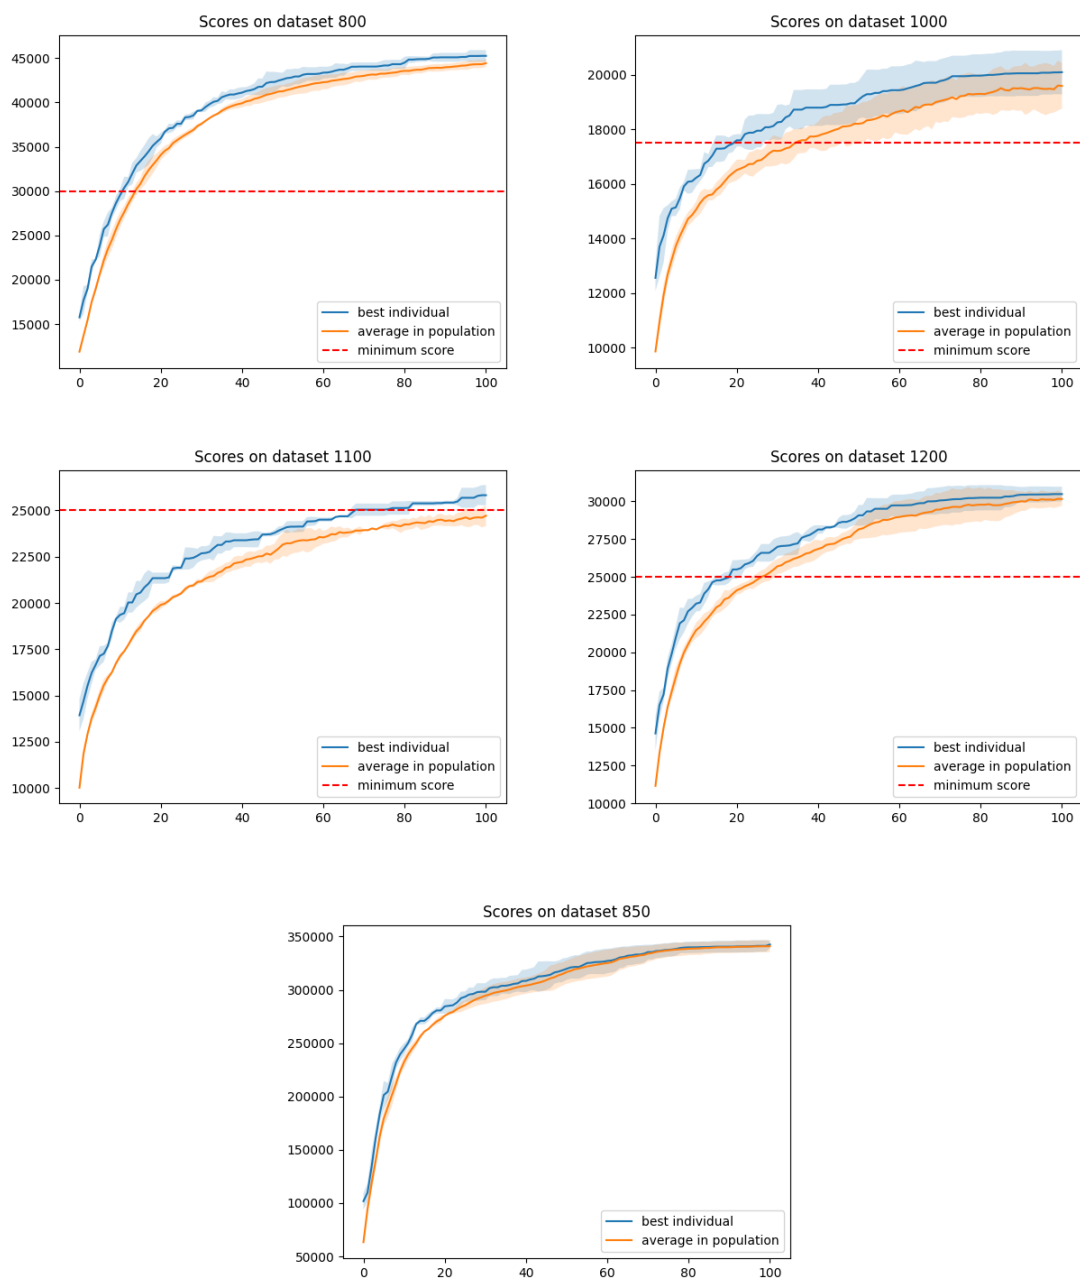 Scores on dataset 800
45000
40000
35000
30000
25000
20000
15000
best individual
average in population
minimum score
0 20 40 60 80 100
Scores on dataset 1000
20000
18000
16000
14000
12000
10000
best individual
average in population
minimum score
0 20 40 60 80 100
Scores on dataset 1100
25000
22500
20000
17500
15000
12500
10000
best individual
average in population
minimum score
0 20 40 60 80 100
Scores on dataset 1200
30000
27500
25000
22500
20000
17500
15000
12500
10000
best individual
average in population
minimum score
0 20 40 60 80 100
Scores on dataset 850
350000
300000
250000
200000
150000
100000
50000
best individual
average in population
0 20 40 60 80 100